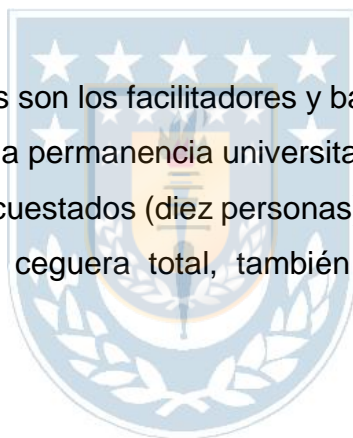 s son los facilitadores y ba
a permanencia universita
cuestados (diez personas
ceguera total, también